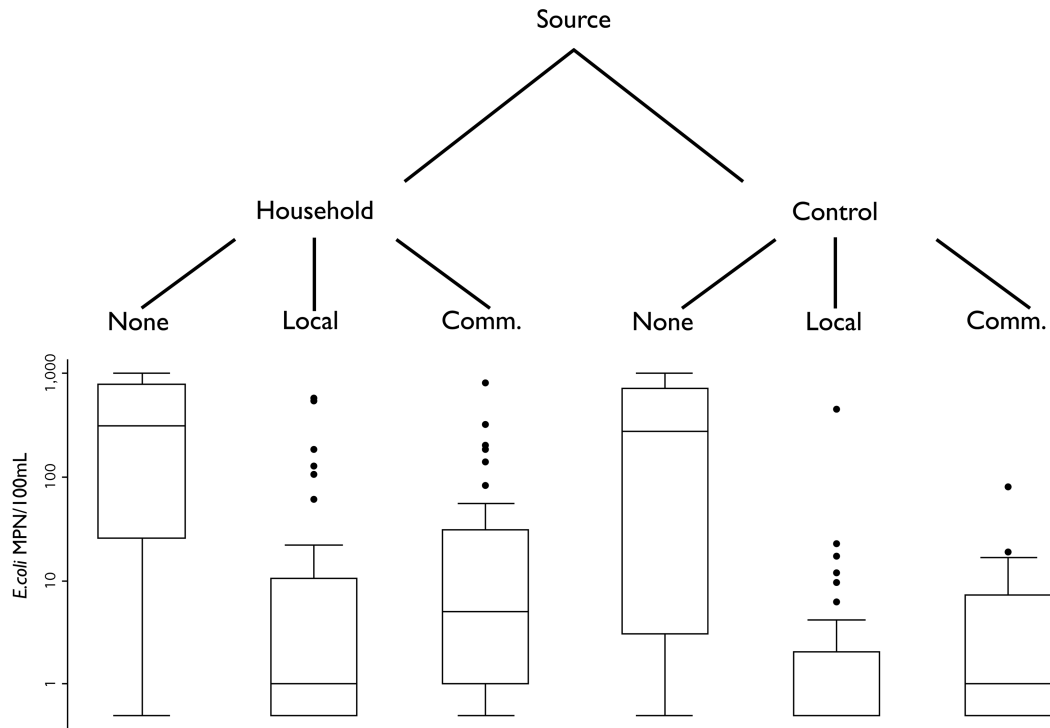 Source
Household Control
None Local Comm. None Local Comm.
1,000
100
10
1
E.coli MPN/100mL